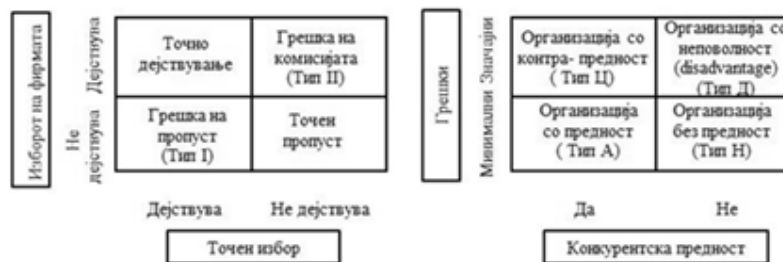 Изборот на фирмата
Дејствува
Не
дејствува
Точно
дејствување
Грешка на
комисијата
(Тип II)
Грешка на
пропуст
(Тип I)
Точен
пропуст
Дејствува
Не дејствува
Точен избор
Грешки
Значајни
Минимални
Организација со
контра- предност
( Тип Ц)
Организација со
неповолност
(disadvantage)
(Тип Д)
Организација
со предност
( Тип А)
Организација
без предност
(Тип Н)
Да
Не
Конкурентска предност